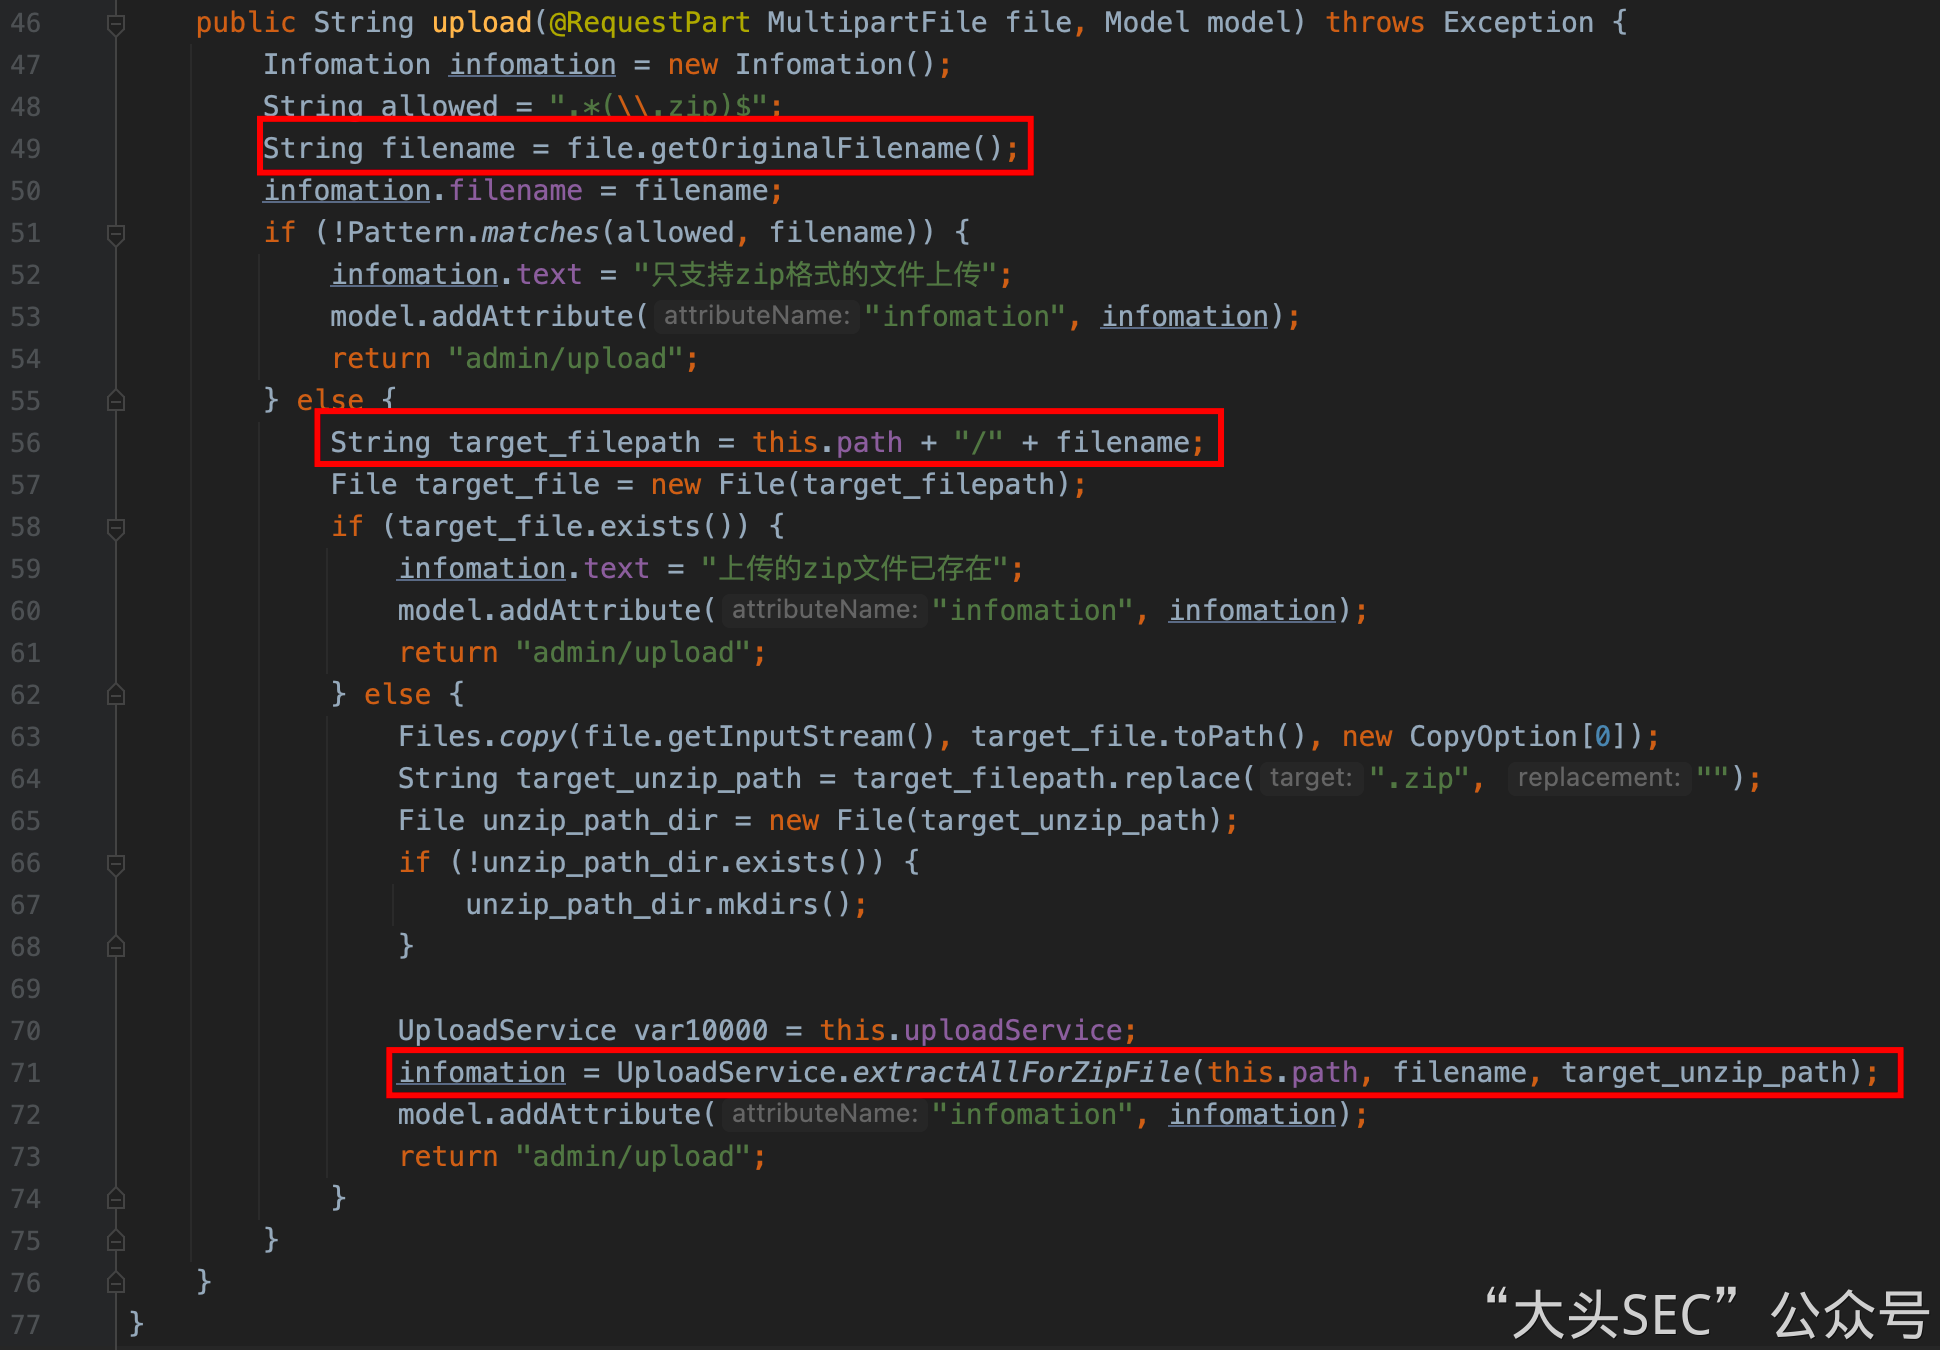 46 public String upload(@RequestPart MultipartFile file, Model model) throws Exception {
47 Infomation infomation = new Infomation();
48 String allowed = ".*(\\.zip)$";
49 String filename = file.getOriginalFilename();
50 infomation.filename = filename;
51 if (!Pattern.matches(allowed, filename)) {
52 infomation.text = "只支持zip格式的文件上传";
53 model.addAttribute( attributeName: "infomation", infomation);
54 return "admin/upload";
55 } else {
56 String target_filepath = this.path + "/" + filename;
57 File target_file = new File(target_filepath);
58 if (target_file.exists()) {
59 infomation.text = "上传的zip文件已存在";
60 model.addAttribute( attributeName: "infomation", infomation);
61 return "admin/upload";
62 } else {
63 Files.copy(file.getInputStream(), target_file.toPath(), new CopyOption[0]);
64 String target_unzip_path = target_filepath.replace( target: ".zip", replacement: "");
65 File unzip_path_dir = new File(target_unzip_path);
66 if (!unzip_path_dir.exists()) {
67 unzip_path_dir.mkdirs();
68 }
69
70 UploadService var10000 = this.uploadService;
71 infomation = UploadService.extractAllForZipFile(this.path, filename, target_unzip_path);
72 model.addAttribute( attributeName: "infomation", infomation);
73 return "admin/upload";
74 }
75 }
76 }
77 }
“大头SEC”公众号